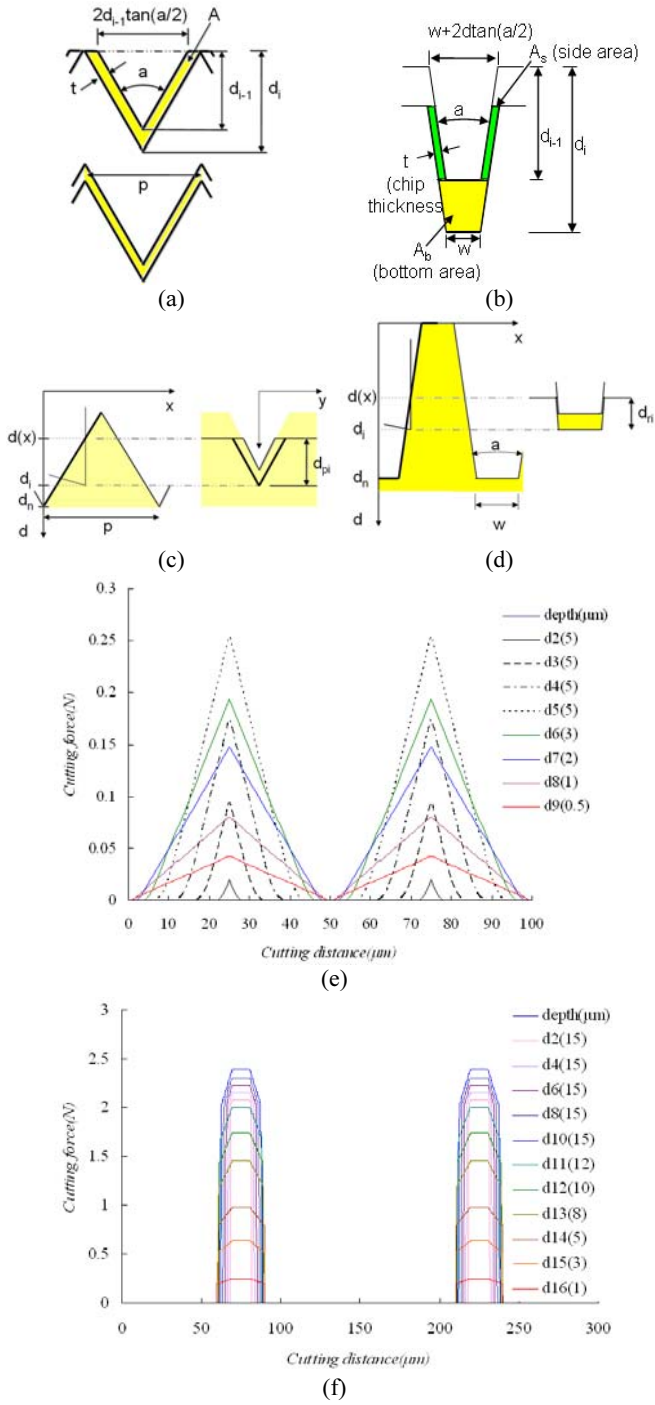 2d_{i-1}tan(a/2)
A
t
a
d_{i-1}
d_i
p
(a)
w+2dtan(a/2)
A_s (side area)
a
t
(chip
thickness
d_{i-1}
d_i
A_b
w
(bottom area)
(b)
x
y
d(x)
d_i
d_n
d
p
d_{pi}
(c)
x
d(x)
d_i
d_n
d
a
w
d_{ri}
(d)
Cutting force(N)
0.3
0.25
0.2
0.15
0.1
0.05
0
0 10 20 30 40 50 60 70 80 90 100
Cutting distance(μm)
depth(μm)
d2(5)
d3(5)
d4(5)
d5(5)
d6(3)
d7(2)
d8(1)
d9(0.5)
(e)
Cutting force(N)
3
2.5
2
1.5
1
0.5
0
0 50 100 150 200 250 300
Cutting distance(μm)
depth(μm)
d2(15)
d4(15)
d6(15)
d8(15)
d10(15)
d11(12)
d12(10)
d13(8)
d14(5)
d15(3)
d16(1)
(f)